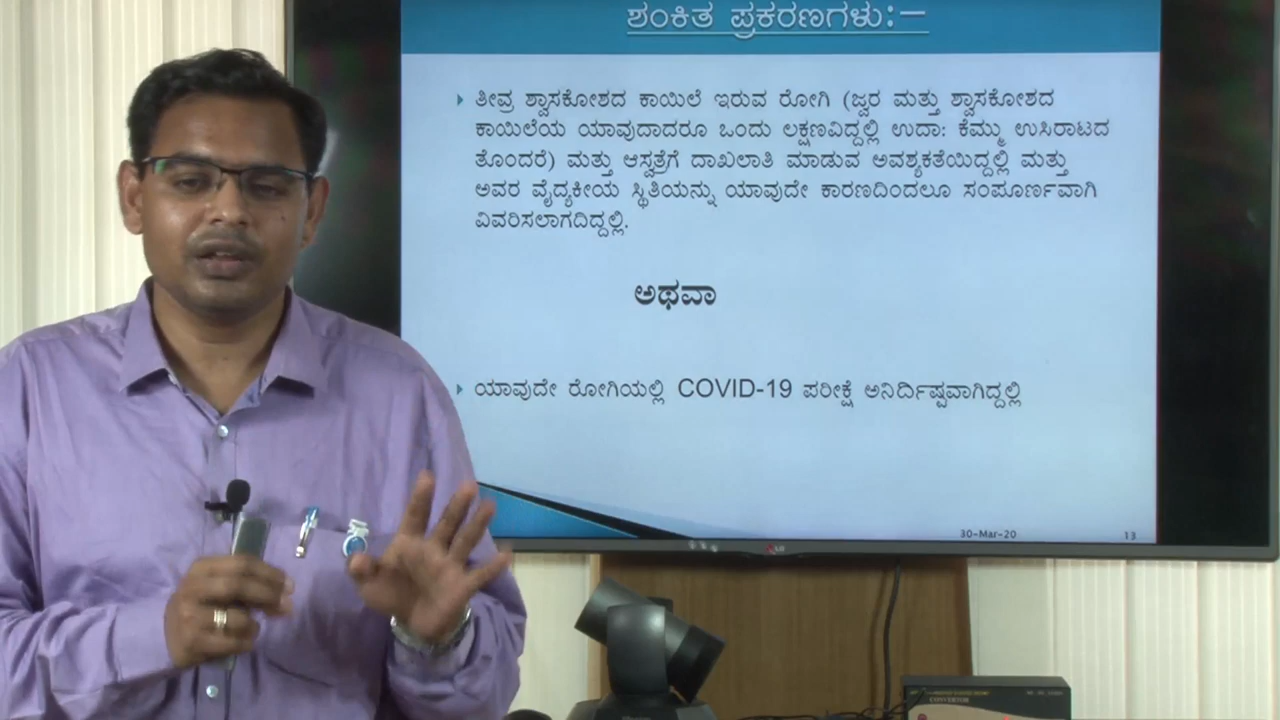 ಶಂಕಿತ ಪ್ರಕರಣಗಳು:–
ತೀವ್ರ ಶ್ವಾಸಕೋಶದ ಕಾಯಿಲೆ ಇರುವ ರೋಗಿ (ಜ್ವರ ಮತ್ತು ಶ್ವಾಸಕೋಶದ
ಕಾಯಿಲೆಯ ಯಾವುದಾದರೂ ಒಂದು ಲಕ್ಷಣವಿದ್ದಲ್ಲಿ ಉದಾ: ಕೆಮ್ಮು ಉಸಿರಾಟದ
ತೊಂದರೆ) ಮತ್ತು ಆಸ್ಪತ್ರೆಗೆ ದಾಖಲಾತಿ ಮಾಡುವ ಅವಶ್ಯಕತೆಯಿದ್ದಲ್ಲಿ ಮತ್ತು
ಅವರ ವೈದ್ಯಕೀಯ ಸ್ಥಿತಿಯನ್ನು ಯಾವುದೇ ಕಾರಣದಿಂದಲೂ ಸಂಪೂರ್ಣವಾಗಿ
ವಿವರಿಸಲಾಗದಿದ್ದಲ್ಲಿ.
ಅಥವಾ
ಯಾವುದೇ ರೋಗಿಯಲ್ಲಿ COVID-19 ಪರೀಕ್ಷೆ ಅನಿರ್ದಿಷ್ಟವಾಗಿದ್ದಲ್ಲಿ
30-Mar-20 13
LG
CONVERTOR